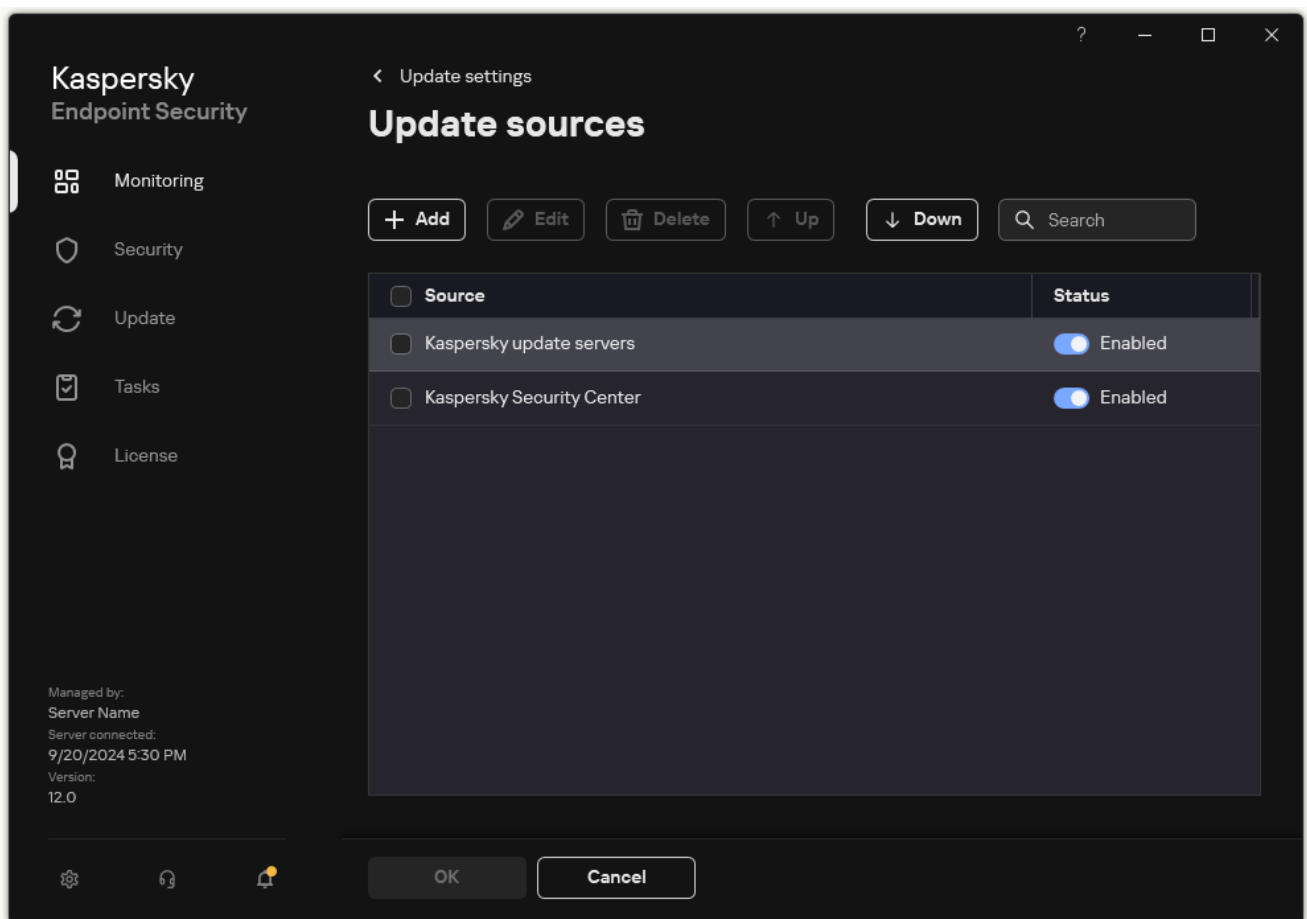 ?
Kaspersky
Endpoint Security
Monitoring
Security
Update
Tasks
License
Managed by:
Server Name
Server connected:
9/20/2024 5:30 PM
Version:
12.0
Update settings
Update sources
Add Edit Delete Up Down Search
Source Status
Kaspersky update servers Enabled
Kaspersky Security Center Enabled
OK Cancel